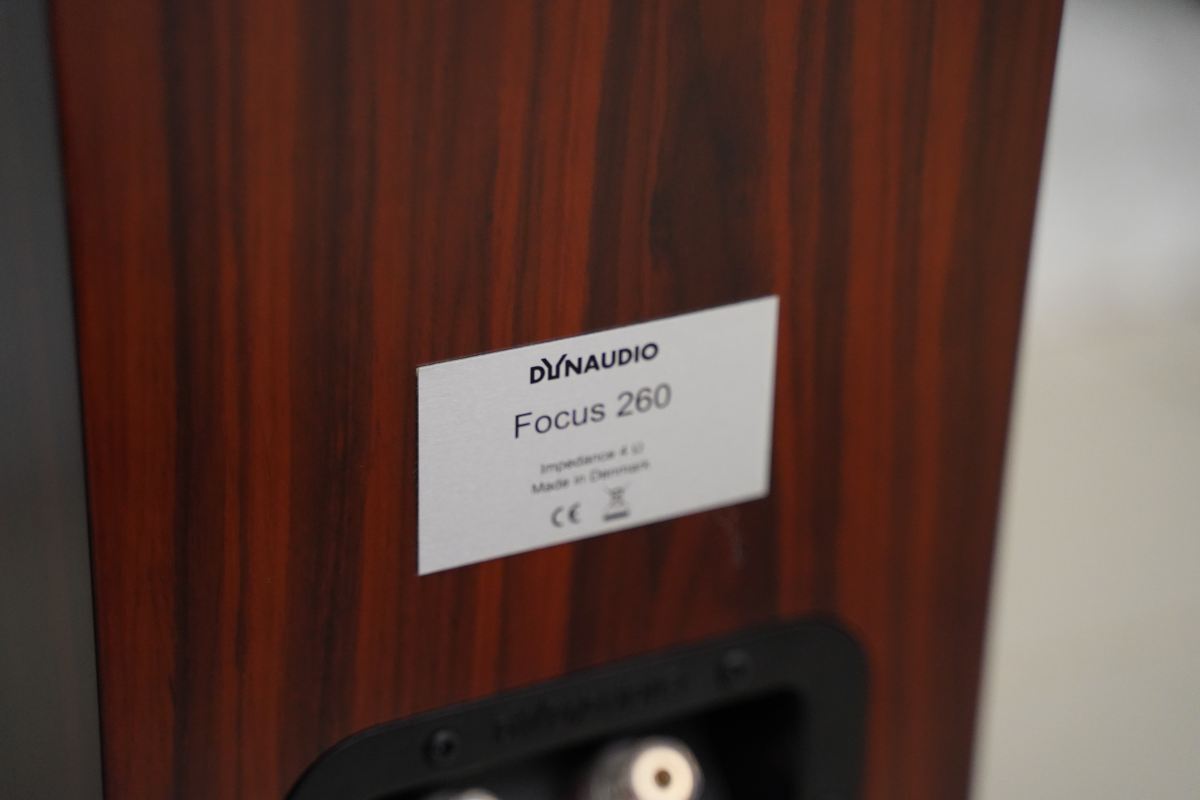 DYNAUDIO
Focus 260
Impedance 4 Ω
Made in Denmark
CE